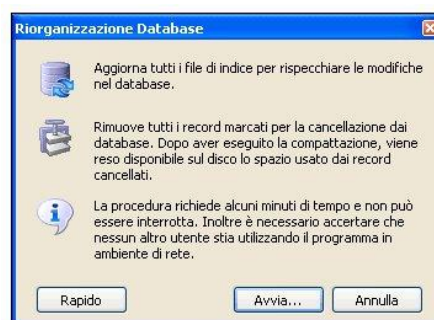 Riorganizzazione Database
Aggiorna tutti i file di indice per rispecchiare le modifiche
nel database.
Rimuove tutti i record marcati per la cancellazione dai
database. Dopo aver eseguito la compattazione, viene
reso disponibile sul disco lo spazio usato dai record
cancellati.
La procedura richiede alcuni minuti di tempo e non può
essere interrotta. Inoltre è necessario accertare che
nessun altro utente stia utilizzando il programma in
ambiente di rete.
Rapido Avvia... Annulla